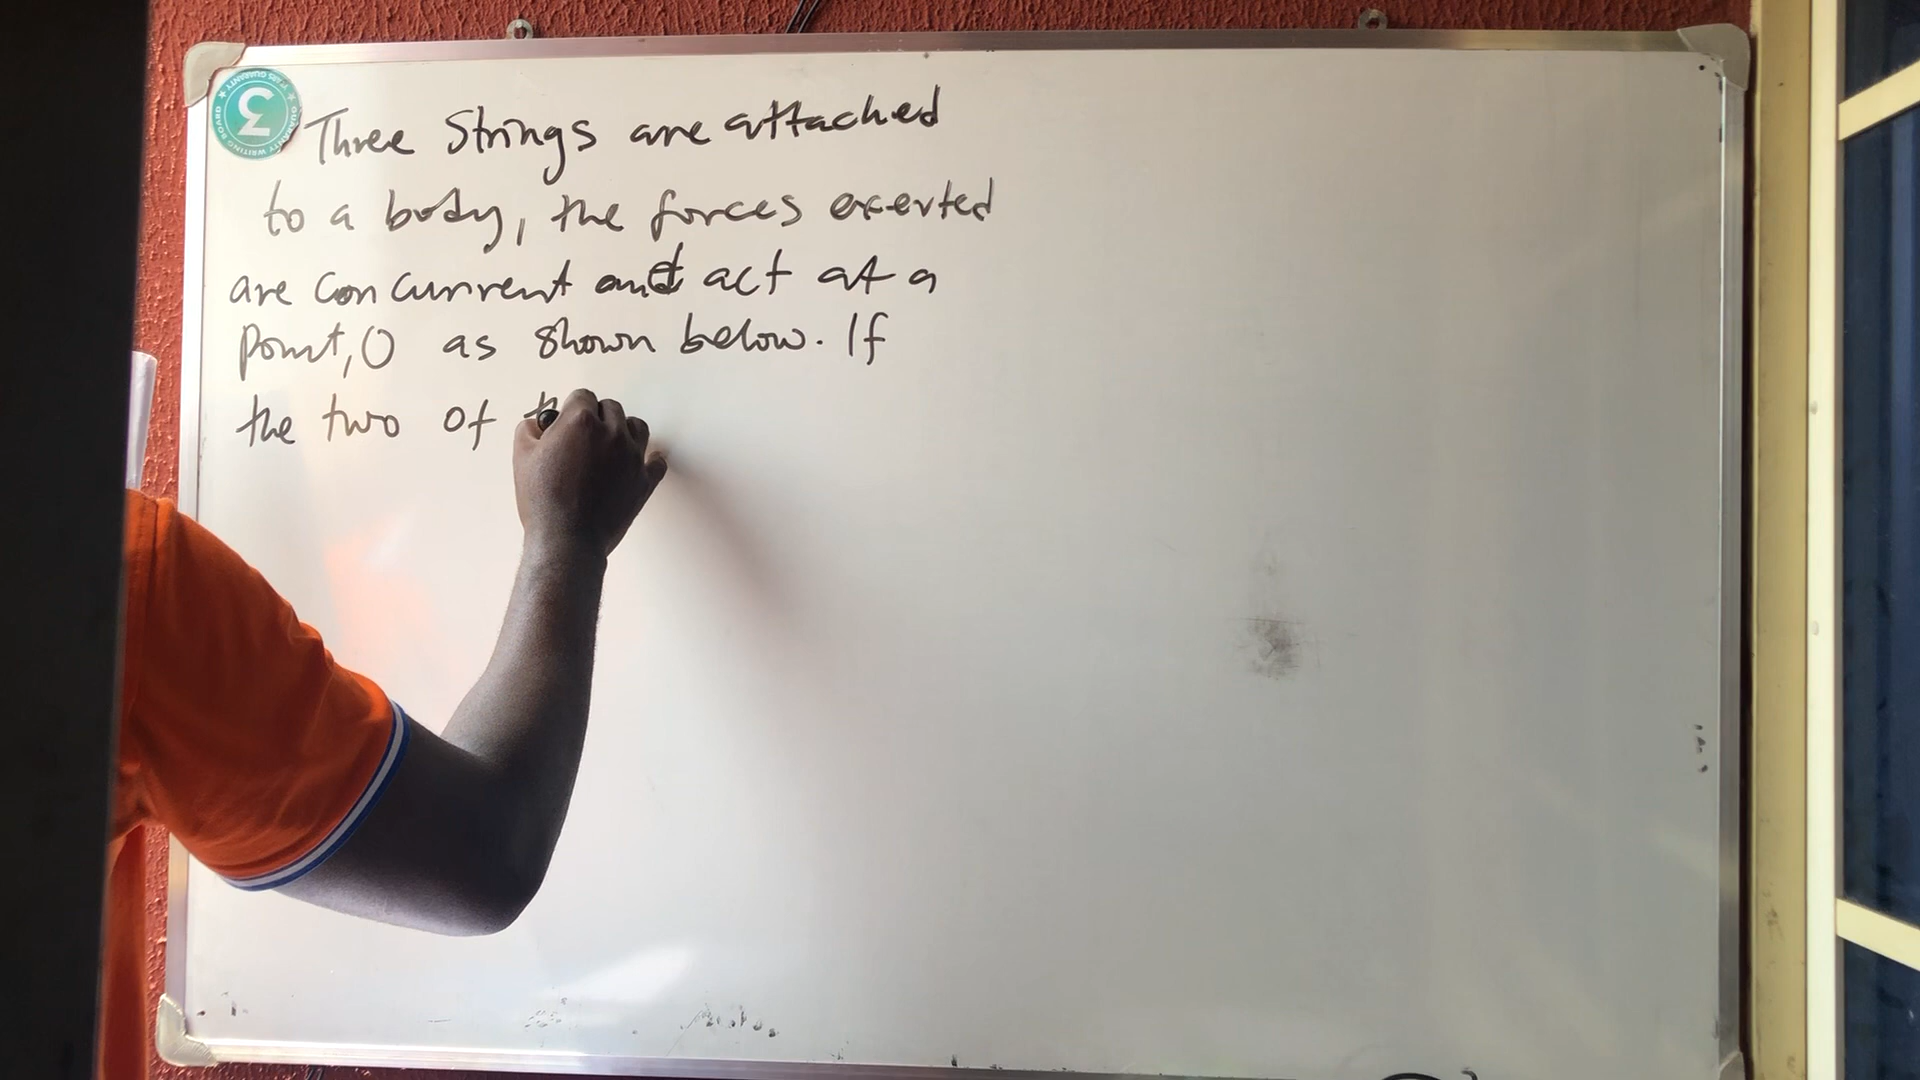 Three Strings are attached
to a body, the forces exerted
are concurrent and act at a
point, O as shown below. If
the two of